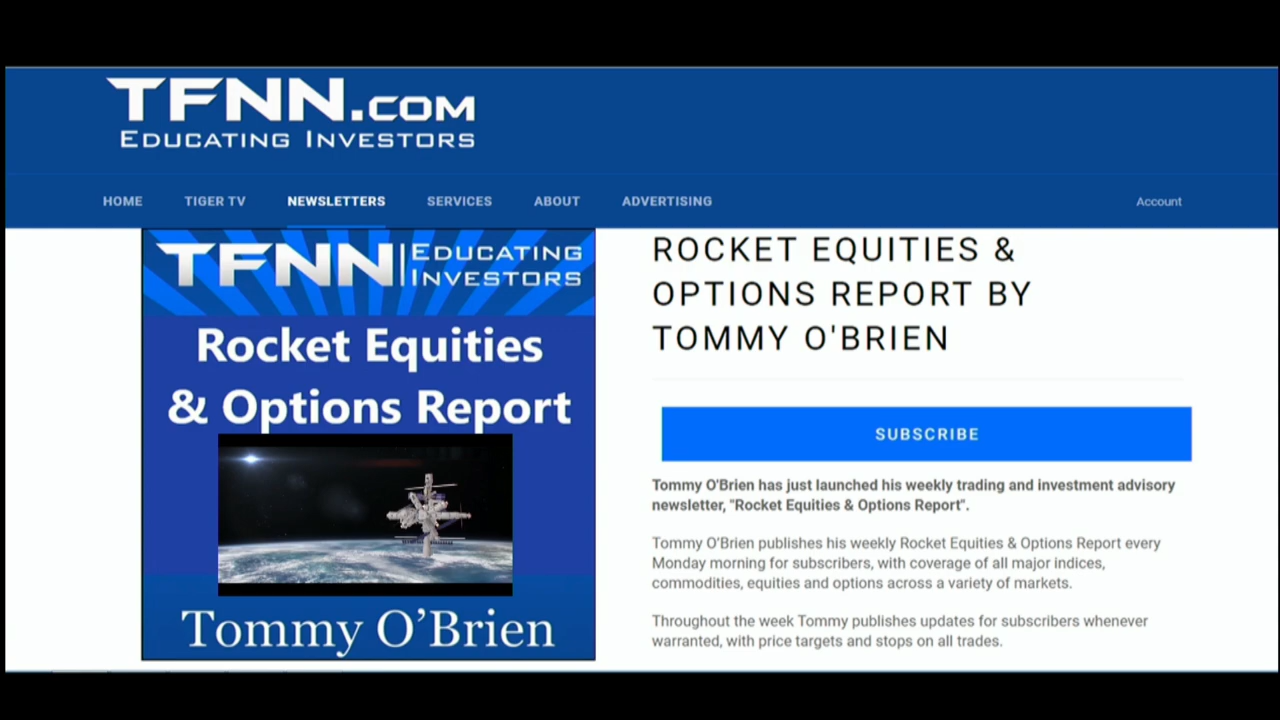 TFNN.COM
EDUCATING INVESTORS
HOME TIGER TV NEWSLETTERS SERVICES ABOUT ADVERTISING Account
TFNN | EDUCATING INVESTORS
Rocket Equities
& Options Report
Tommy O’Brien
ROCKET EQUITIES &
OPTIONS REPORT BY
TOMMY O'BRIEN
SUBSCRIBE
Tommy O'Brien has just launched his weekly trading and investment advisory
newsletter, "Rocket Equities & Options Report".
Tommy O'Brien publishes his weekly Rocket Equities & Options Report every
Monday morning for subscribers, with coverage of all major indices,
commodities, equities and options across a variety of markets.
Throughout the week Tommy publishes updates for subscribers whenever
warranted, with price targets and stops on all trades.